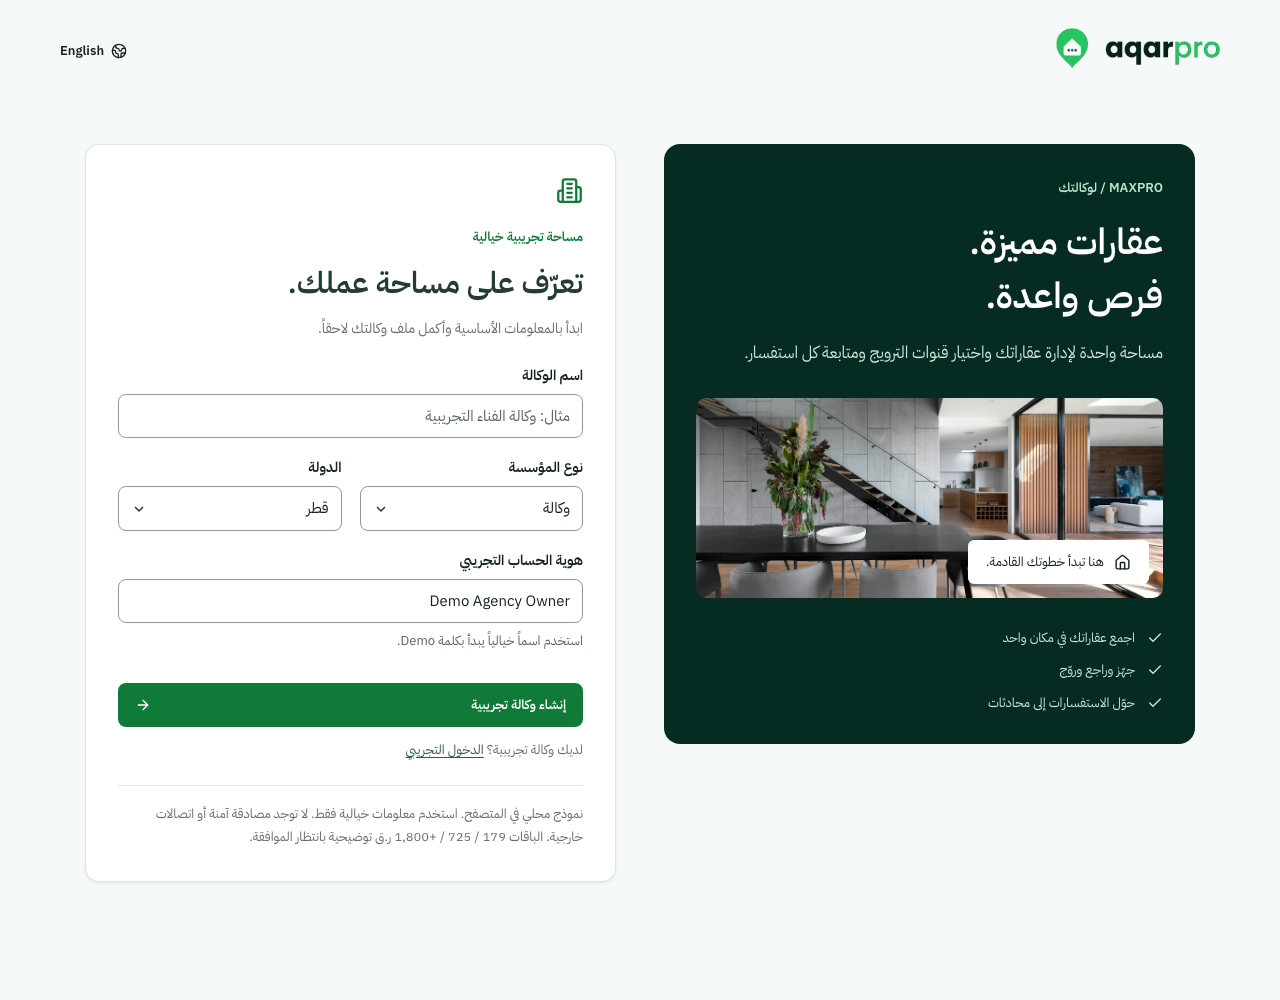 aqarpro
English
MAXPRO / لوكالتك
عقارات مميزة.
فرص واعدة.
مساحة واحدة لإدارة عقاراتك واختيار قنوات الترويج ومتابعة كل استفسار.
هنا تبدأ خطوتك القادمة.
اجمع عقاراتك في مكان واحد
جهّز وراجع وروّج
حوّل الاستفسارات إلى محادثات
مساحة تجريبية خيالية
تعرّف على مساحة عملك.
ابدأ بالمعلومات الأساسية وأكمل ملف وكالتك لاحقاً.
اسم الوكالة
مثال: وكالة الفناء التجريبية
نوع المؤسسة
الدولة
وكالة
قطر
هوية الحساب التجريبي
Demo Agency Owner
استخدم اسماً خيالياً يبدأ بكلمة Demo.
إنشاء وكالة تجريبية
لديك وكالة تجريبية؟ الدخول التجريبي
نموذج محلي في المتصفح. استخدم معلومات خيالية فقط. لا توجد مصادقة آمنة أو اتصالات
خارجية. الباقات 179 / 725 / +1,800 ر.ق توضيحية بانتظار الموافقة.